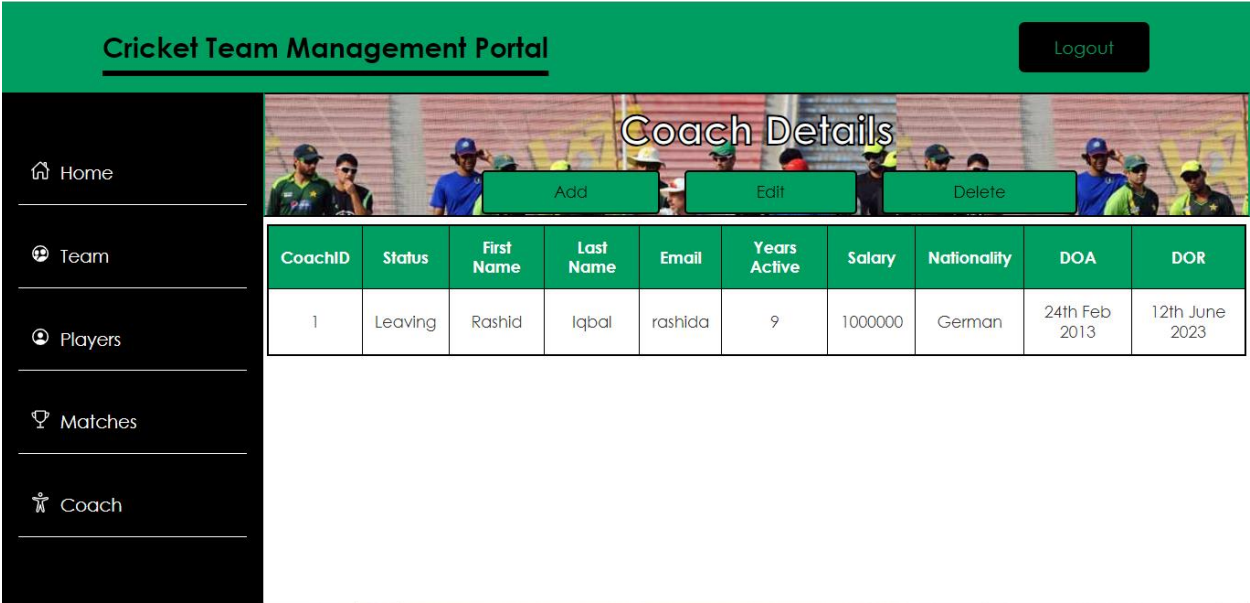 Cricket Team Management Portal
Logout
Home
Team
Players
Matches
Coach
Coach Details
Add Edit Delete
CoachID Status First Name Last Name Email Years Active Salary Nationality DOA DOR
1 Leaving Rashid Iqbal rashida 9 1000000 German 24th Feb 2013 12th June 2023